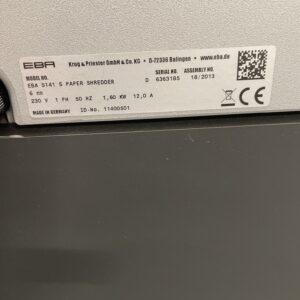 EBA Krug & Priester GmbH & Co. KG • D-72336 Balingen • www.eba.de
MODEL NO. SERIAL NO. ASSEMBLY NO.
EBA 5141 S PAPER SHREDDER D 6363185 18/2013
6 mm
230 V 1 PH 50 HZ 1,60 KW 12,0 A
MADE IN GERMANY ID-NO. 11400501
CE